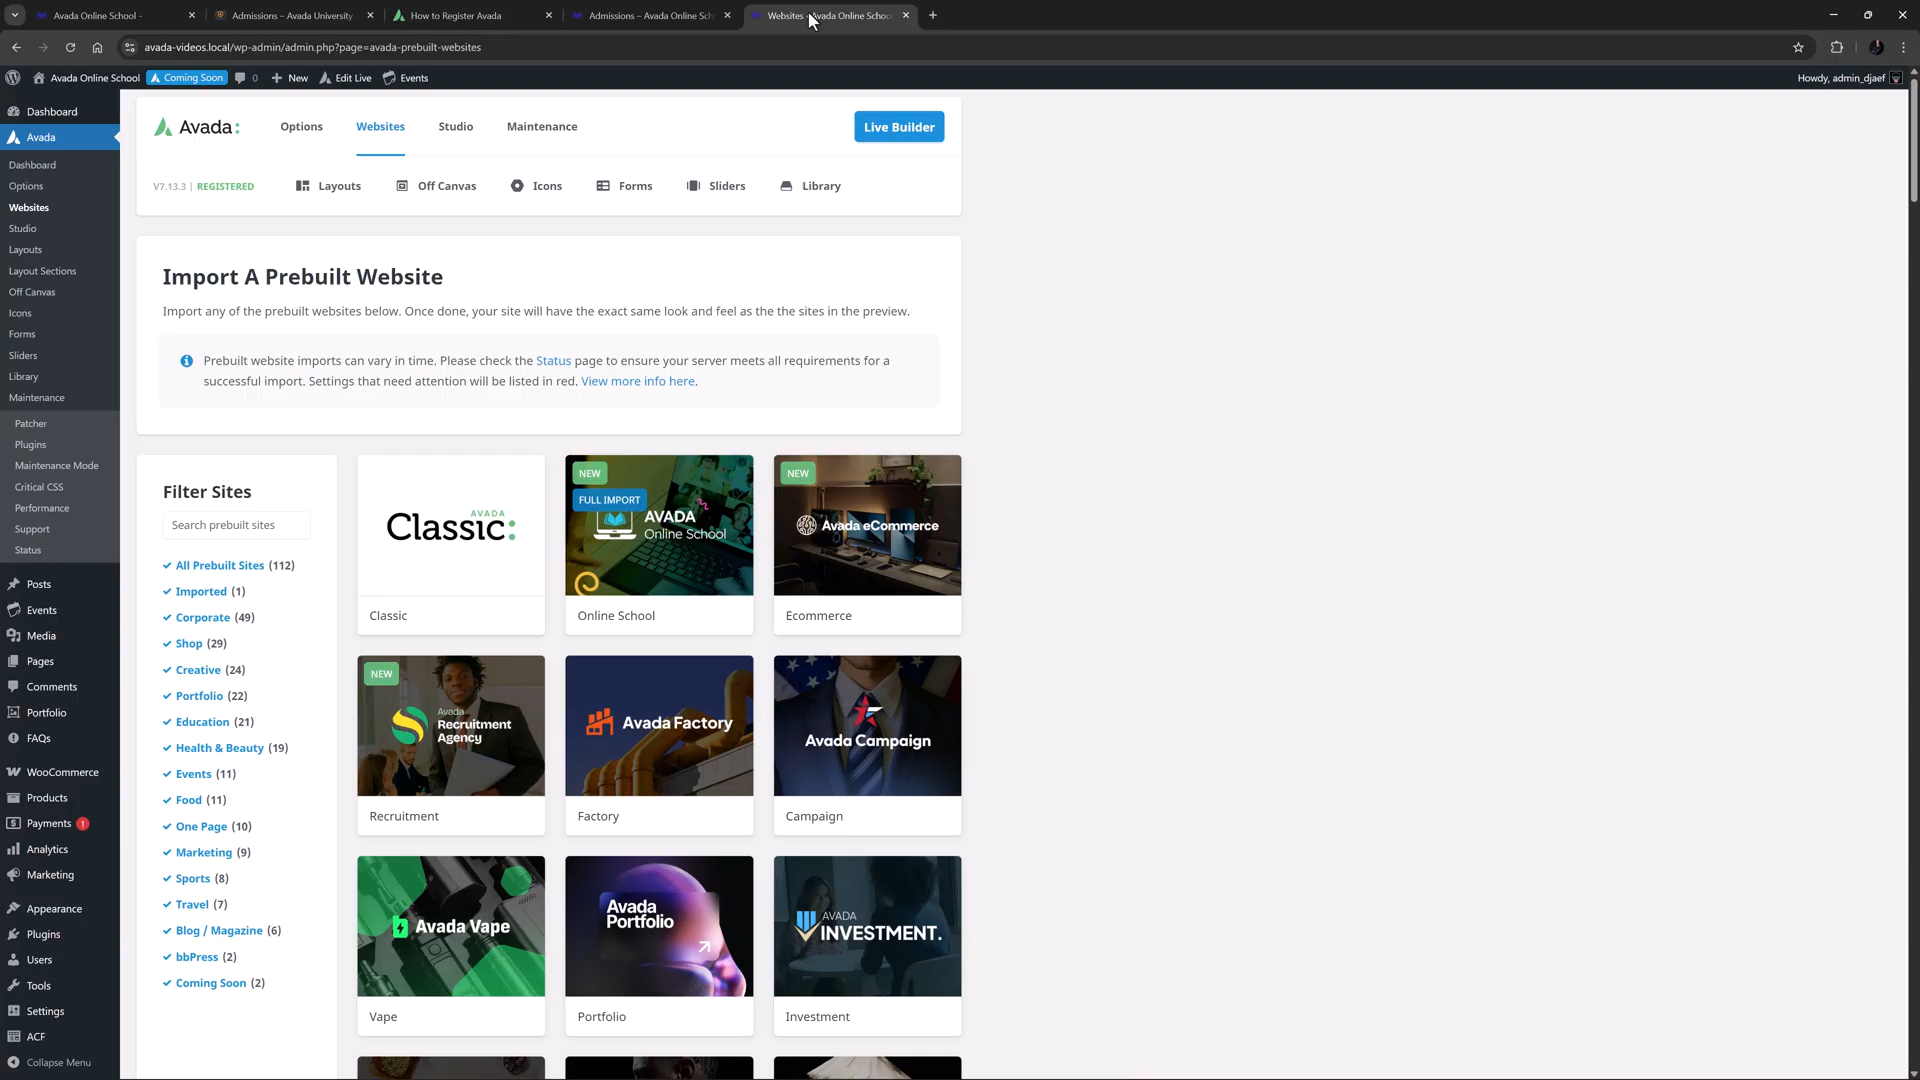 Avada Online School -
Admissions – Avada University
How to Register Avada
Admissions – Avada Online Sch
Websites - Avada Online School
avada-videos.local/wp-admin/admin.php?page=avada-prebuilt-websites
Avada Online School
Coming Soon
0
New
Edit Live
Events
Howdy, admin_djaef
Dashboard
Avada
Dashboard
Options
Websites
Studio
Layouts
Layout Sections
Off Canvas
Icons
Forms
Sliders
Library
Maintenance
Patcher
Plugins
Maintenance Mode
Critical CSS
Performance
Support
Status
Posts
Events
Media
Pages
Comments
Portfolio
FAQs
WooCommerce
Products
Payments 1
Analytics
Marketing
Appearance
Plugins
Users
Tools
Settings
ACF
Collapse Menu
Avada:
Options
Websites
Studio
Maintenance
Live Builder
V7.13.3 | REGISTERED
Layouts
Off Canvas
Icons
Forms
Sliders
Library
Import A Prebuilt Website
Import any of the prebuilt websites below. Once done, your site will have the exact same look and feel as the the sites in the preview.
Prebuilt website imports can vary in time. Please check the Status page to ensure your server meets all requirements for a
successful import. Settings that need attention will be listed in red. View more info here.
Filter Sites
Search prebuilt sites
All Prebuilt Sites (112)
Imported (1)
Corporate (49)
Shop (29)
Creative (24)
Portfolio (22)
Education (21)
Health & Beauty (19)
Events (11)
Food (11)
One Page (10)
Marketing (9)
Sports (8)
Travel (7)
Blog / Magazine (6)
bbPress (2)
Coming Soon (2)
AVADA
Classic:
Classic
NEW
FULL IMPORT
AVADA
Online School
Online School
NEW
Avada eCommerce
Ecommerce
NEW
Avada
Recruitment
Agency
Recruitment
Avada Factory
Factory
Avada Campaign
Campaign
Avada Vape
Vape
Avada
Portfolio
Portfolio
AVADA
INVESTMENT.
Investment